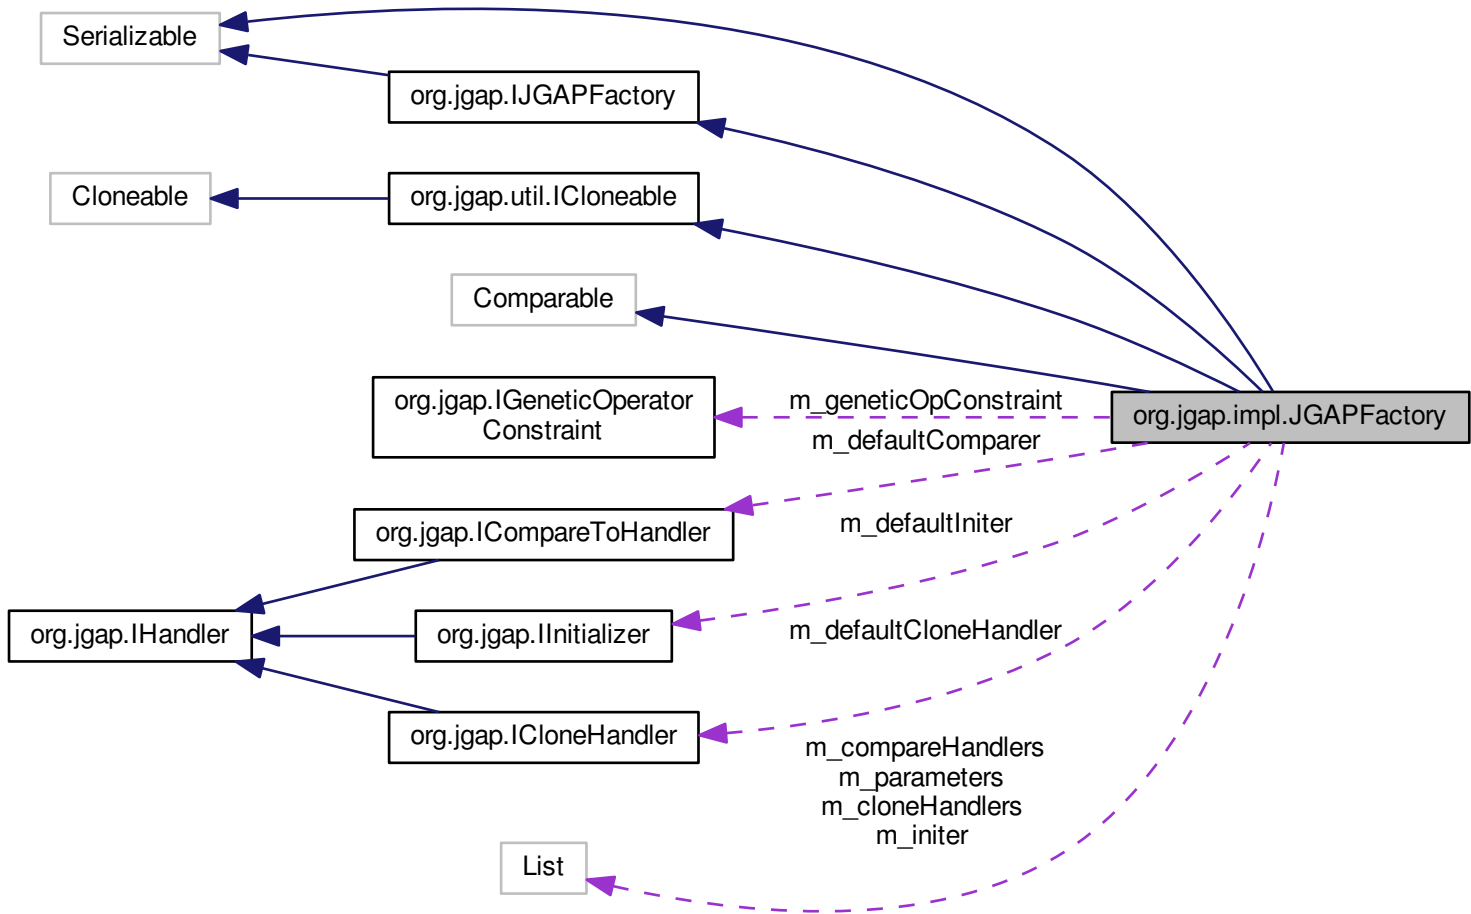 Serializable
org.jgap.IJGAPFactory
Cloneable
org.jgap.util.ICloneable
Comparable
org.jgap.IGeneticOperator
Constraint
m_geneticOpConstraint
org.jgap.impl.JGAPFactory
m_defaultComparer
org.jgap.ICompareToHandler
m_defaultIniter
org.jgap.IHandler
org.jgap.IInitializer
m_defaultCloneHandler
org.jgap.ICloneHandler
m_compareHandlers
m_parameters
m_cloneHandlers
m_initer
List